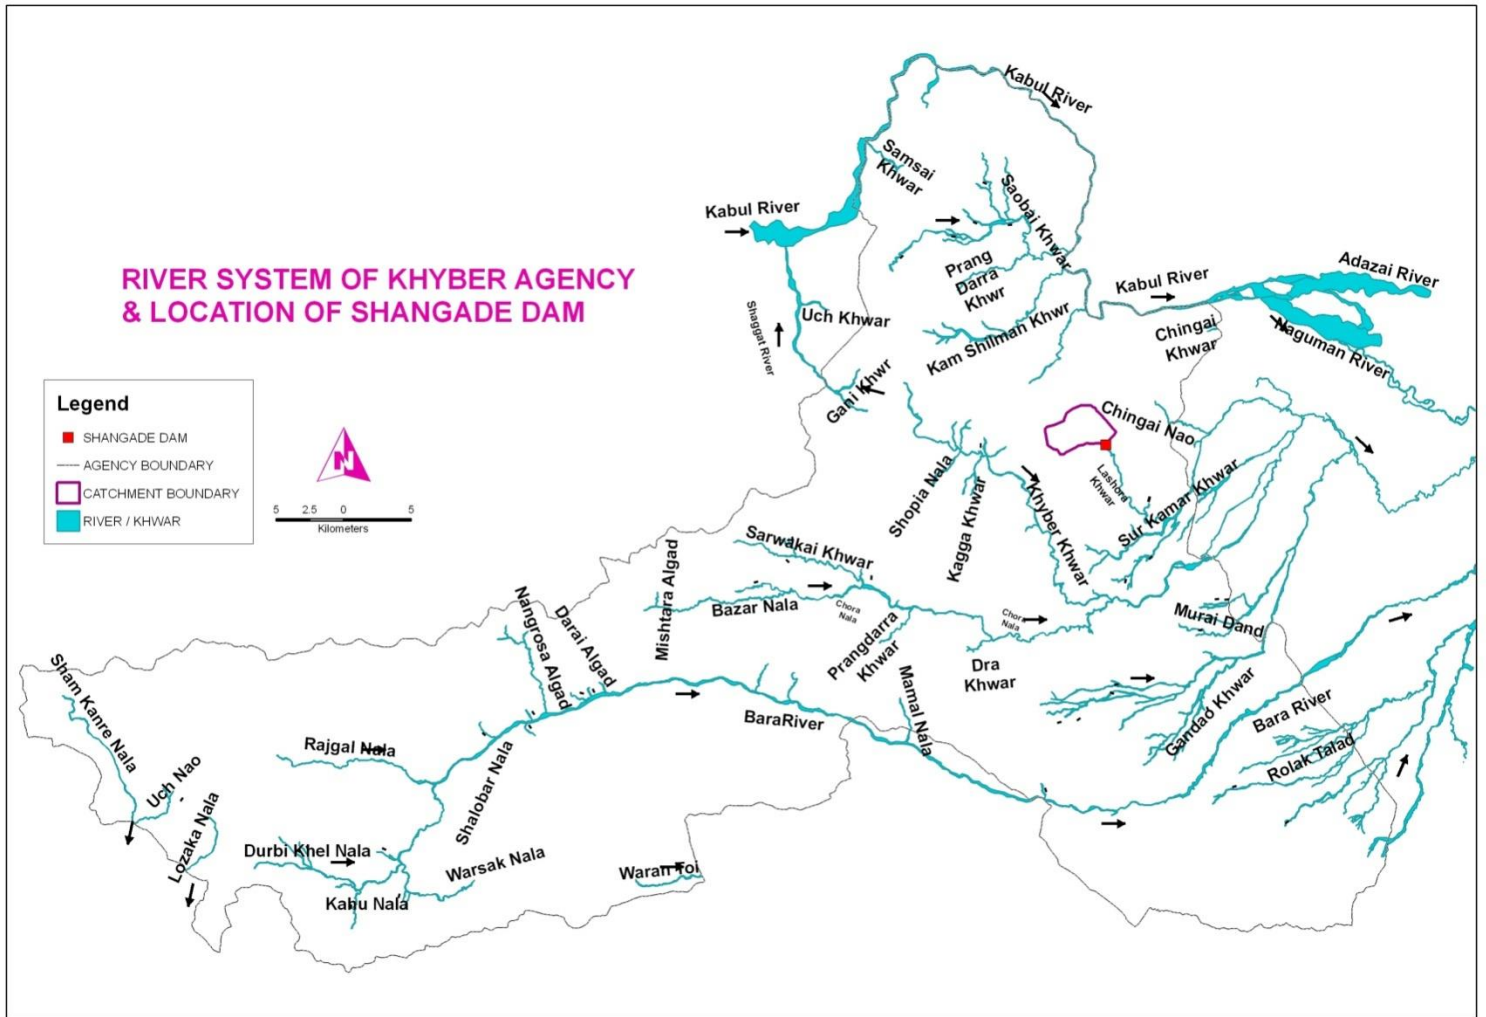 RIVER SYSTEM OF KHYBER AGENCY
& LOCATION OF SHANGADE DAM
Legend
SHANGADE DAM
AGENCY BOUNDARY
CATCHMENT BOUNDARY
RIVER / KHWAR
N
5 2.5 0 5
Kilometers
Kabul River
Samsai
Khwar
Saobai Khwar
Kabul River
Prang
Darra
Khwr
Kabul River
Adazai River
Uch Khwar
Shaggat River
Kam Shilman Khwr
Chingai
Khwar
Naguman River
Gani Khwr
Chingai Nao
Shopia Nala
Kagga Khwar
Khyber Khwar
Lashora
Khwar
Sur Kamar Khwar
Sarwakai Khwar
Mishtara Algad
Bazar Nala
Chora
Nala
Chora
Nala
Murai Dand
Nangrosa Algad
Darai Algad
Prangdarra
Khwar
Dra
Khwar
Sham Kanre Nala
Mamal Nala
Gandao Khwar
BaraRiver
Bara River
Rajgal Nala
Rolak Talad
Uch Nao
Shalobar Nala
Lozaka Nala
Durbi Khel Nala
Warsak Nala
Waran Toi
Kahu Nala